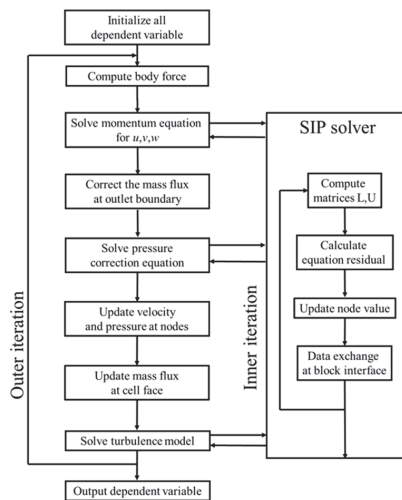 Initialize all
dependent variable
Compute body force
Solve momentum equation
for u,v,w
Correct the mass flux
at outlet boundary
Solve pressure
correction equation
Update velocity
and pressure at nodes
Update mass flux
at cell face
Solve turbulence model
Output dependent variable
Outer iteration
Inner iteration
SIP solver
Compute
matrices L,U
Calculate
equation residual
Update node value
Data exchange
at block interface